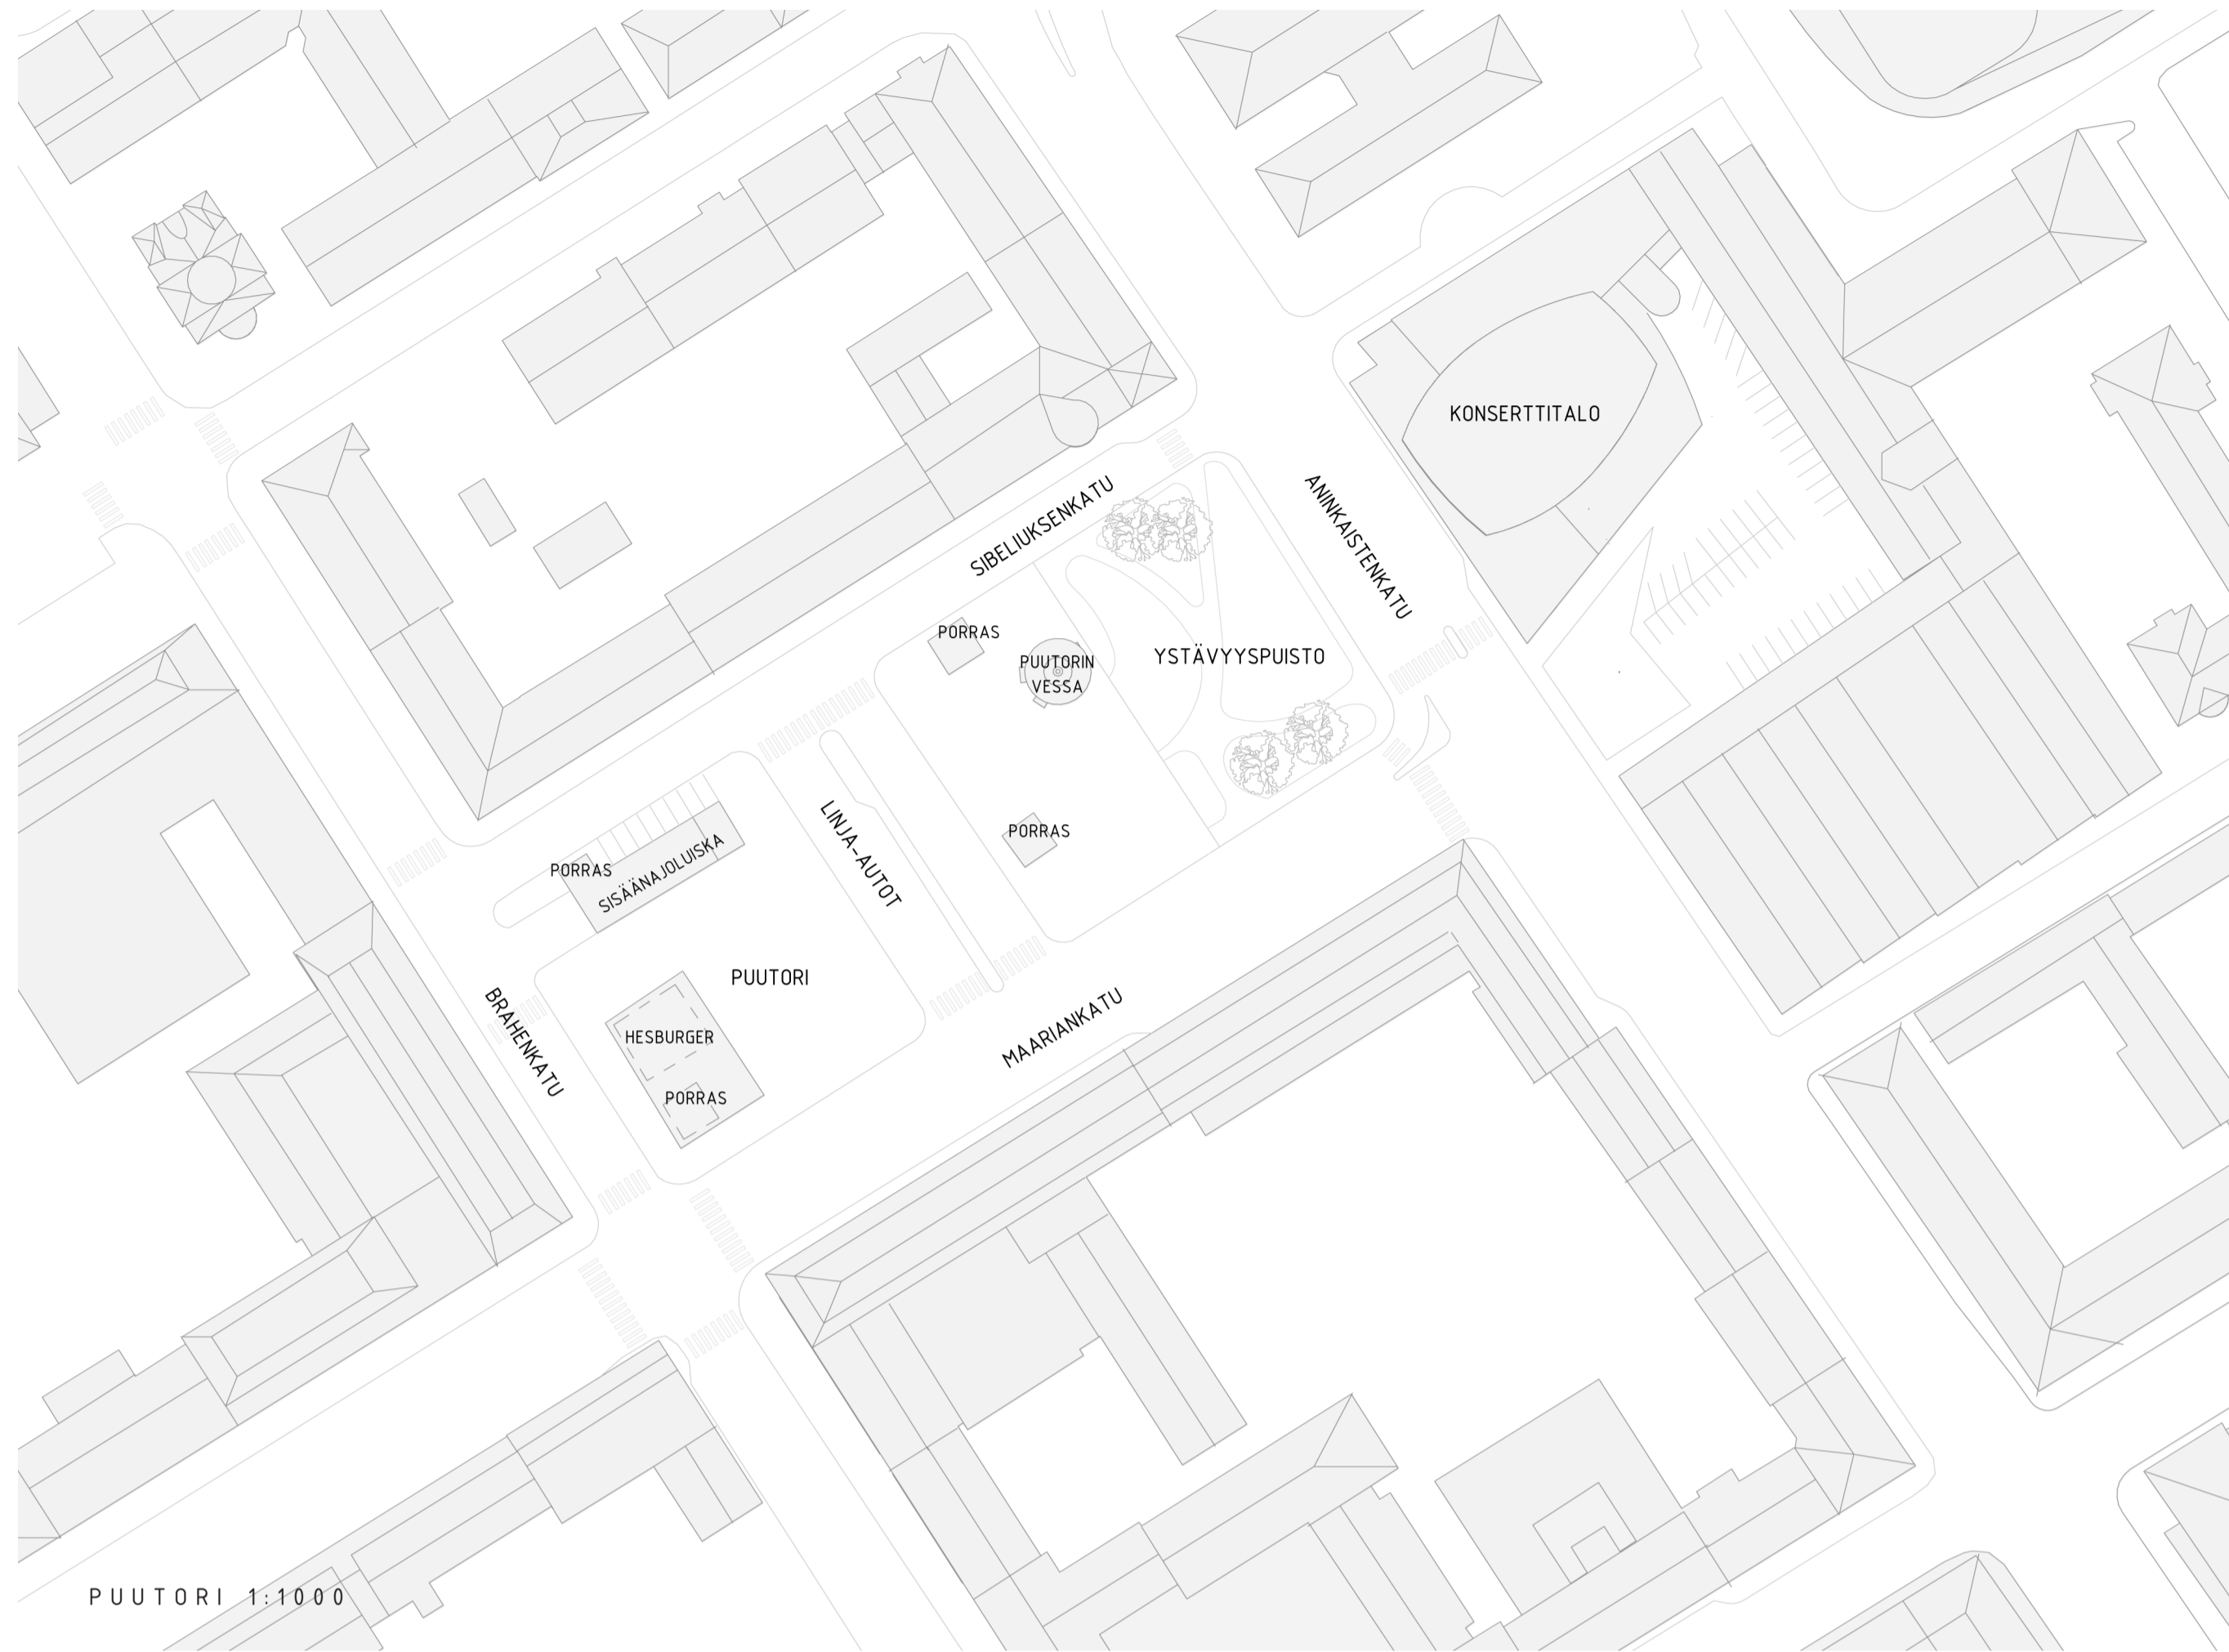 KONSERTTITALO
SIBELIUKSENKATU
ANINKAISTENKATU
PORRAS
PUUTORIN
VESSA
YSTÄVYYSPUISTO
PORRAS
LINJA-AUTOT
PORRAS
SISÄÄNAJOLUISKA
PUUTORI
BRAHENKATU
HESBURGER
PORRAS
MAARIANKATU
PUUTORI 1:1000